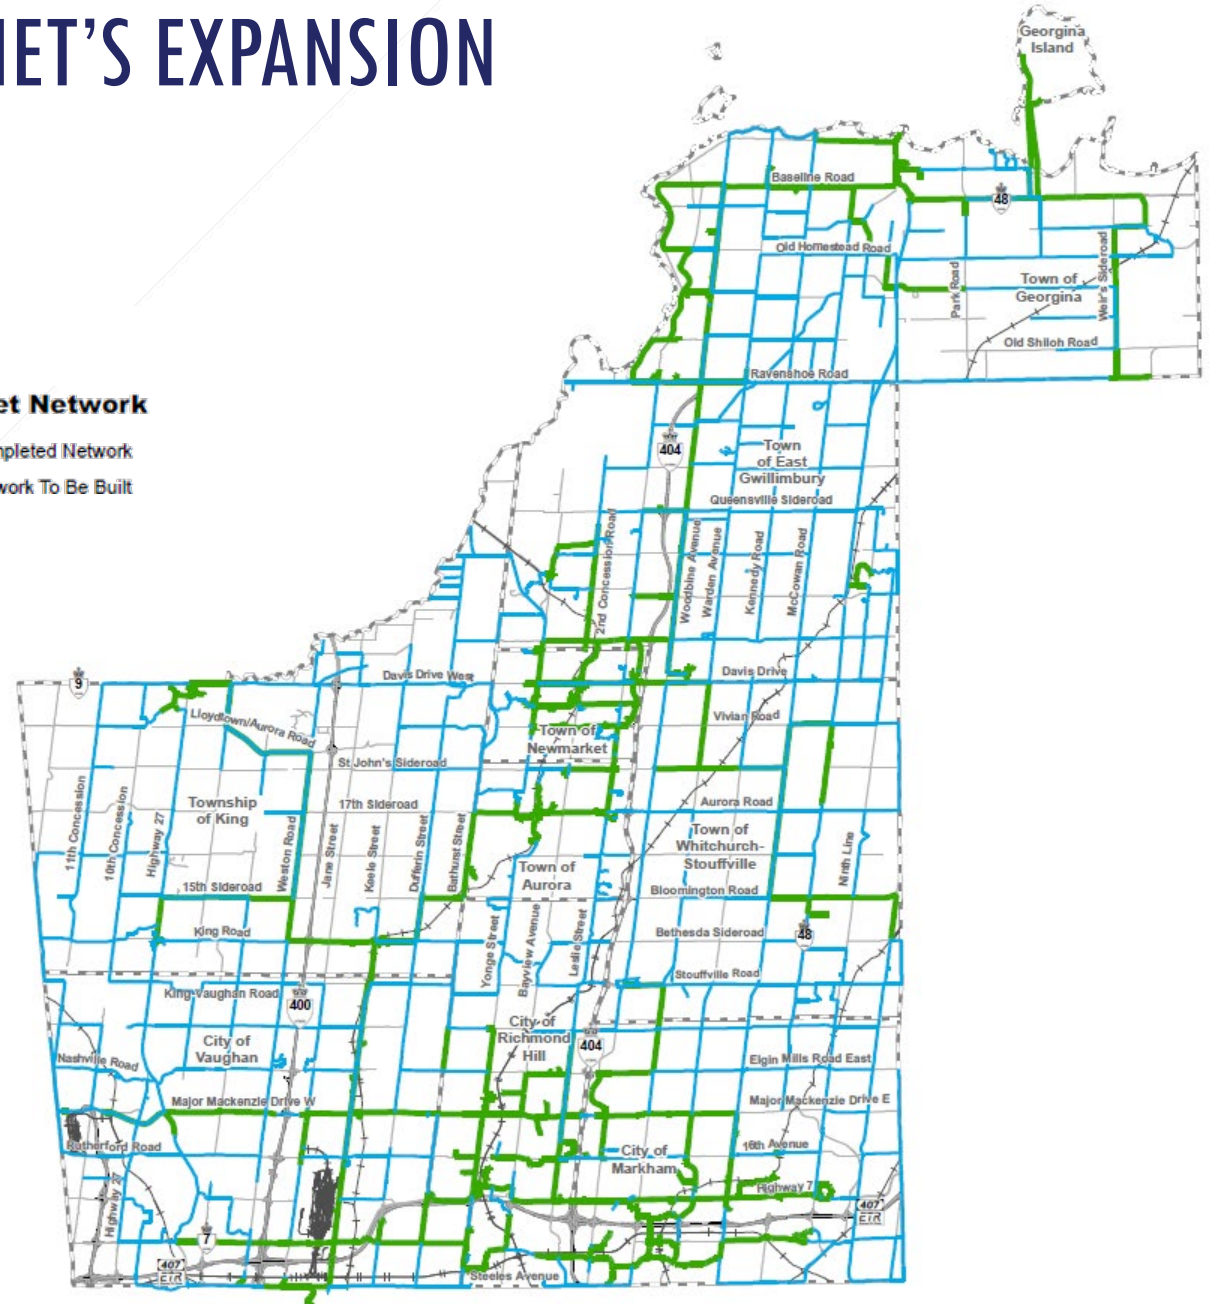 NET'S EXPANSION
Georgina
Island
Baseline Road
48
Old Homestead Road
Park Road
Town of
Georgina
Weir's Sideroad
Old Shiloh Road
Ravenshoe Road
et Network
mpleted Network
work To Be Built
404
Town
of East
Gwillimbury
Queensville Sideroad
2nd Concession Road
Woodbine Avenue
Warden Avenue
Kennedy Road
McCowan Road
9
Davis Drive West
Davis Drive
Lloydtown/Aurora Road
Vivian Road
Town of
Newmarket
St John's Sideroad
11th Concession
10th Concession
Highway 27
Township
of King
17th Sideroad
Aurora Road
Weston Road
Jane Street
Keele Street
Dufferin Street
Bathurst Street
Town of
Whitchurch-
Stouffville
Ninth Line
Town of
Aurora
15th Sideroad
Bloomington Road
King Road
Yonge Street
Bayview Avenue
Leslie Street
Bethesda Sideroad
48
Stouffville Road
King-Vaughan Road
400
City of
Richmond
Hill
404
City of
Vaughan
Nashville Road
Elgin Mills Road East
Major Mackenzie Drive W
Major Mackenzie Drive E
Rutherford Road
16th Avenue
City of
Markham
Highway 27
Highway 7
407
ETR
7
407
ETR
Steeles Avenue